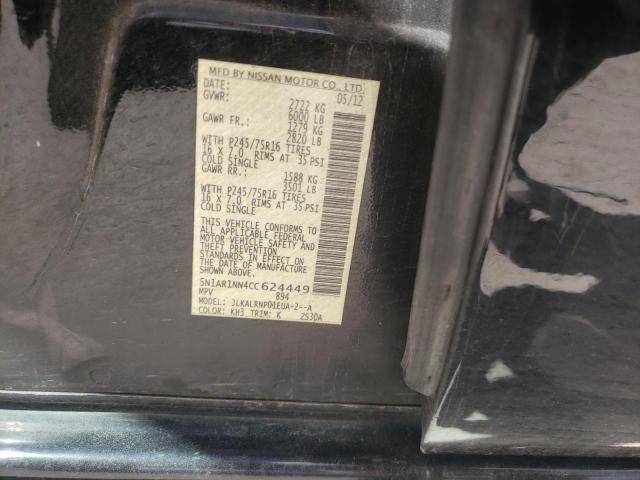 MFD BY NISSAN MOTOR CO., LTD.
DATE: 05/12
GVWR: 2722 KG
6000 LB
GAWR FR.: 1279 KG
2820 LB
WITH P245/75R16 TIRES
16 X 7.0 RIMS AT 35 PSI
COLD SINGLE
GAWR RR.: 1588 KG
3501 LB
WITH P245/75R16 TIRES
16 X 7.0 RIMS AT 35 PSI
COLD SINGLE
THIS VEHICLE CONFORMS TO
ALL APPLICABLE FEDERAL
MOTOR VEHICLE SAFETY AND
THEFT PREVENTION
STANDARDS IN EFFECT ON
THE DATE OF MANUFACTURE
SHOWN ABOVE.
5N1AR1NN4CC624449
MPV 894
MODEL: JLKALRNPD1EUA-2--A
COLOR: KH3 TRIM: K 2530A